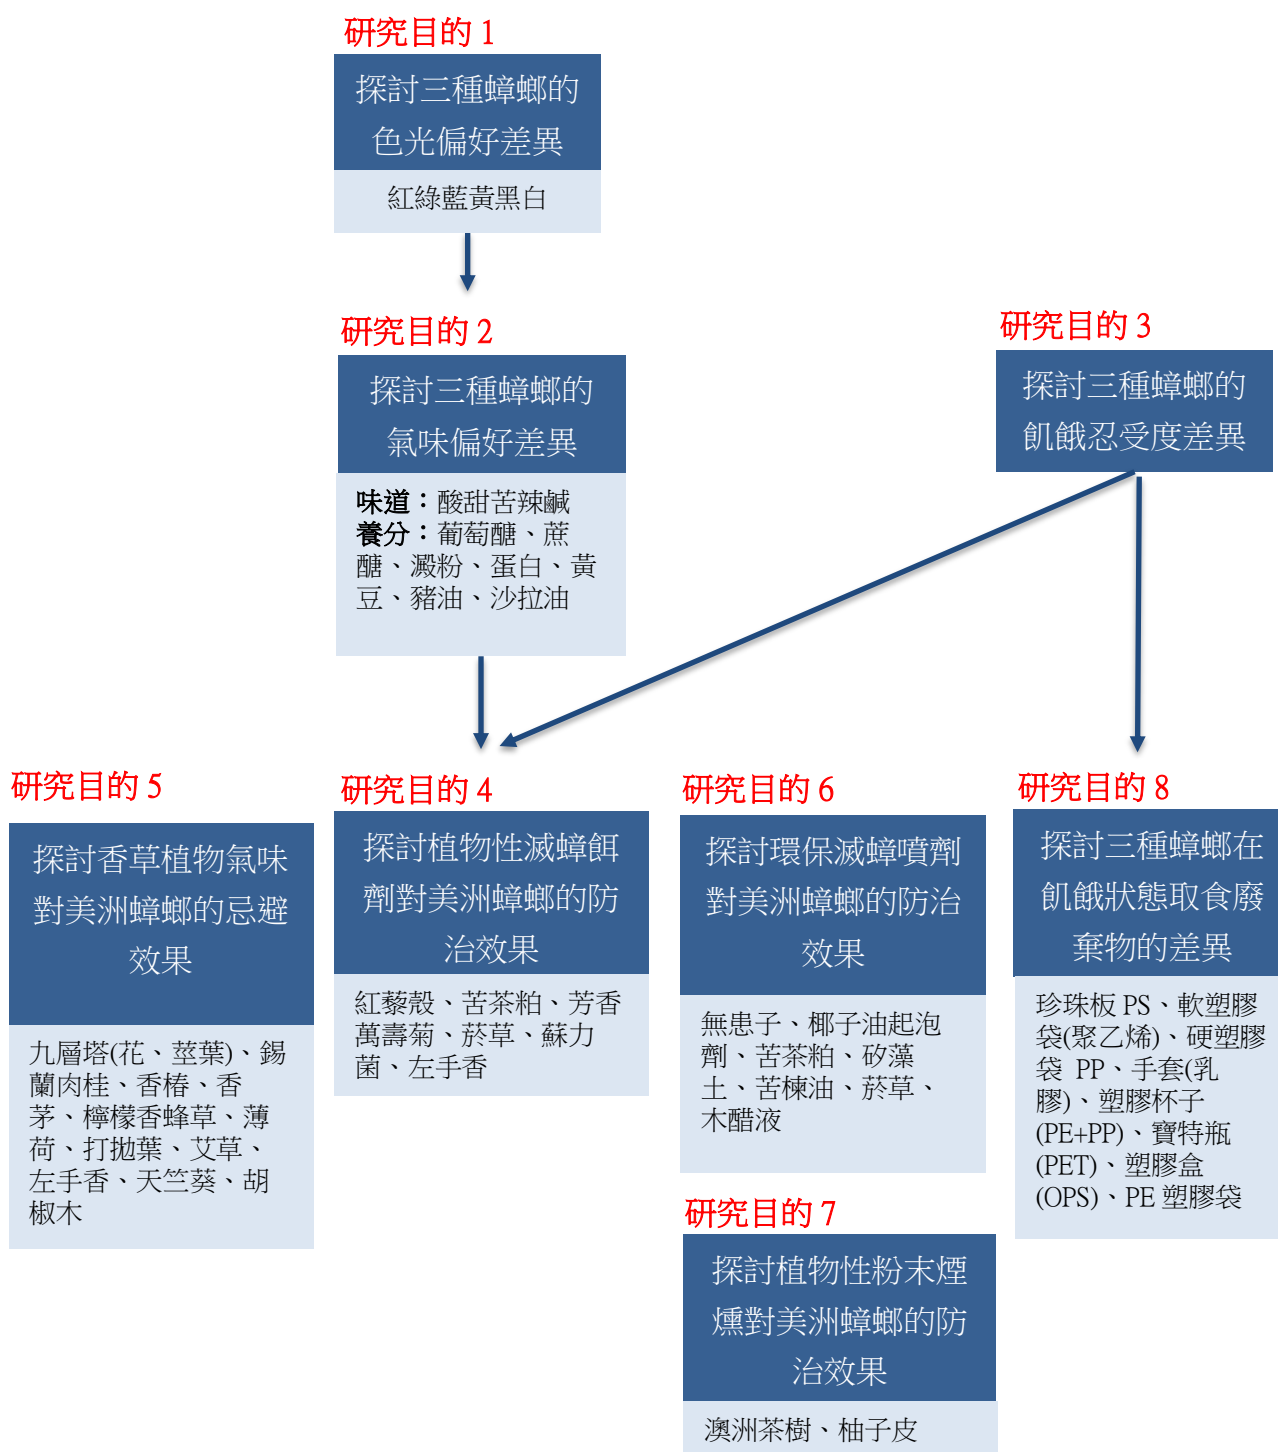 研究目的 1
探討三種蟑螂的
色光偏好差異
紅綠藍黃黑白
研究目的 2
探討三種蟑螂的
氣味偏好差異
味道：酸甜苦辣鹹
養分：葡萄醣、蔗
醣、澱粉、蛋白、黃
豆、豬油、沙拉油
研究目的 3
探討三種蟑螂的
飢餓忍受度差異
研究目的 5
探討香草植物氣味
對美洲蟑螂的忌避
效果
九層塔(花、莖葉)、錫
蘭肉桂、香椿、香
茅、檸檬香蜂草、薄
荷、打拋葉、艾草、
左手香、天竺葵、胡
椒木
研究目的 4
探討植物性滅蟑餌
劑對美洲蟑螂的防
治效果
紅藜殼、苦茶粕、芳香
萬壽菊、菸草、蘇力
菌、左手香
研究目的 6
探討環保滅蟑噴劑
對美洲蟑螂的防治
效果
無患子、椰子油起泡
劑、苦茶粕、矽藻
土、苦楝油、菸草、
木醋液
研究目的 7
探討植物性粉末煙
燻對美洲蟑螂的防
治效果
澳洲茶樹、柚子皮
研究目的 8
探討三種蟑螂在
飢餓狀態取食廢
棄物的差異
珍珠板 PS、軟塑膠
袋(聚乙烯)、硬塑膠
袋 PP、手套(乳
膠)、塑膠杯子
(PE+PP)、寶特瓶
(PET)、塑膠盒
(OPS)、PE 塑膠袋